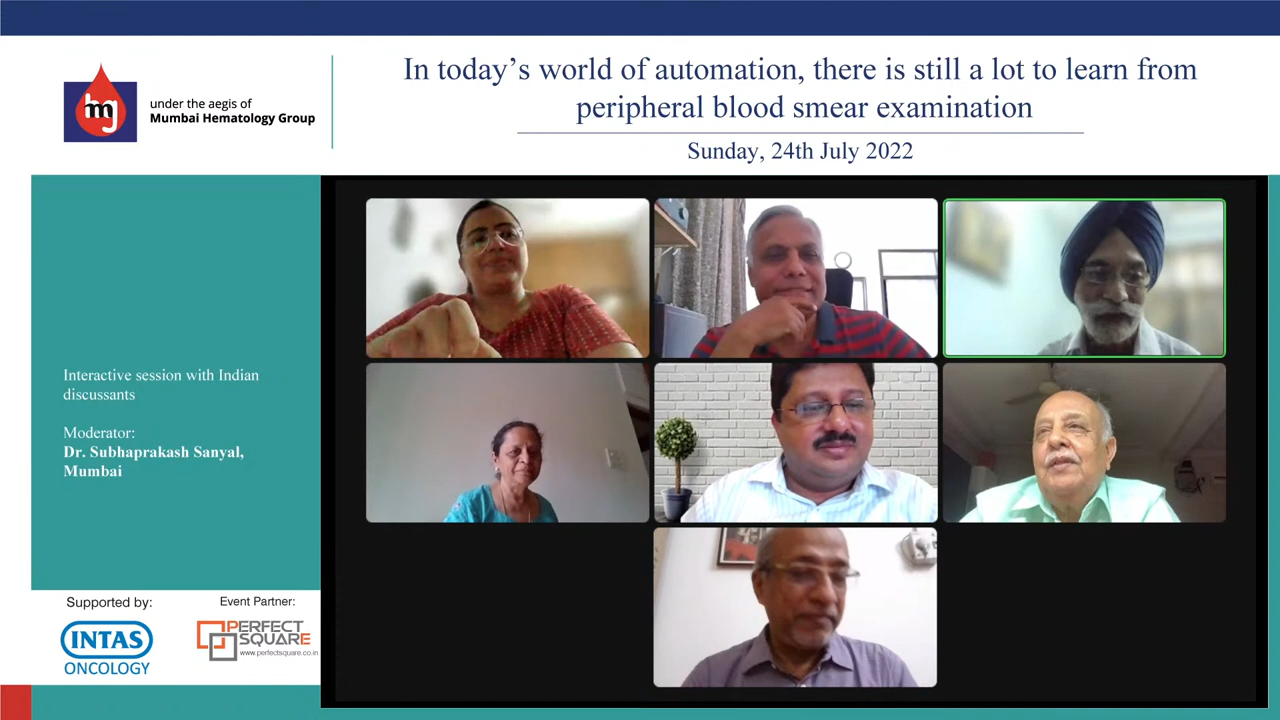 In today’s world of automation, there is still a lot to learn from
peripheral blood smear examination
Sunday, 24th July 2022
hmg
under the aegis of
Mumbai Hematology Group
Interactive session with Indian
discussants
Moderator:
Dr. Subhaprakash Sanyal,
Mumbai
Supported by:
INTAS
ONCOLOGY
Event Partner:
PERFECT
SQUARE
www.perfectsquare.co.in